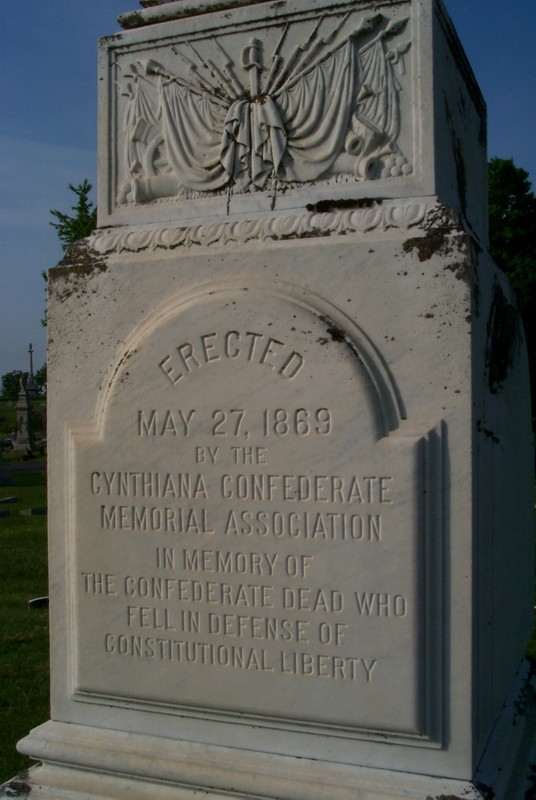 ERECTED
MAY 27, 1869
BY THE
CYNTHIANA CONFEDERATE
MEMORIAL ASSOCIATION
IN MEMORY OF
THE CONFEDERATE DEAD WHO
FELL IN DEFENSE OF
CONSTITUTIONAL LIBERTY